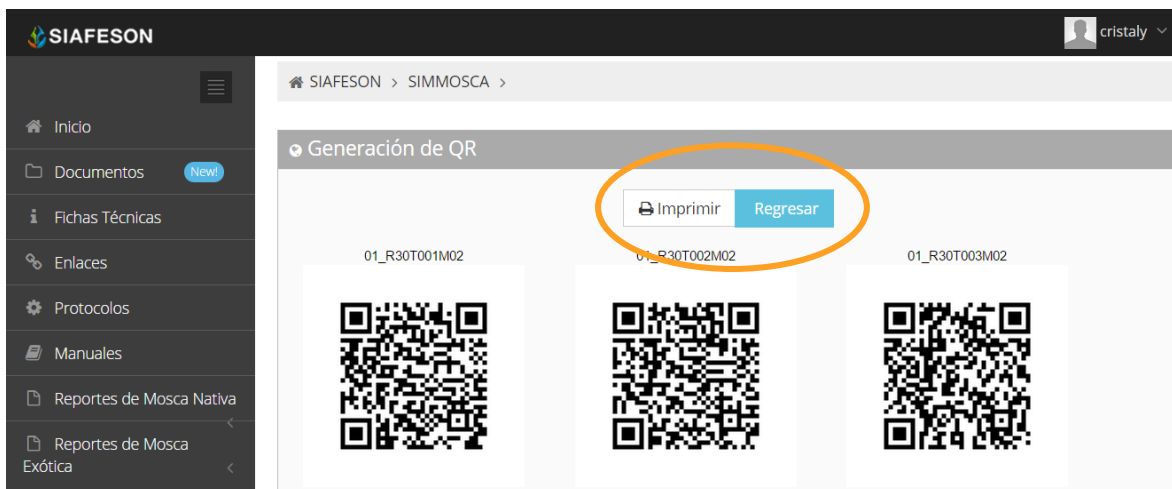 SIAFESON
cristaly
SIAFESON > SIMMOSCA >
Inicio
Documentos New!
Fichas Técnicas
Enlaces
Protocolos
Manuales
Reportes de Mosca Nativa
Reportes de Mosca
Exótica
Generación de QR
Imprimir Regresar
01_R30T001M02 01_R30T002M02 01_R30T003M02